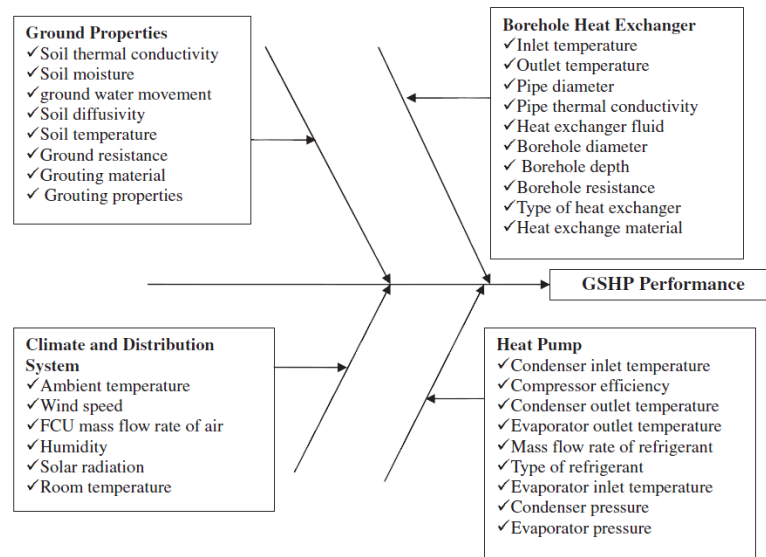 Ground Properties
✓Soil thermal conductivity
✓Soil moisture
✓ground water movement
✓Soil diffusivity
✓Soil temperature
✓Ground resistance
✓Grouting material
✓ Grouting properties
Borehole Heat Exchanger
✓Inlet temperature
✓Outlet temperature
✓Pipe diameter
✓Pipe thermal conductivity
✓Heat exchanger fluid
✓Borehole diameter
✓ Borehole depth
✓Borehole resistance
✓Type of heat exchanger
✓Heat exchange material
GSHP Performance
Climate and Distribution
System
✓Ambient temperature
✓Wind speed
✓FCU mass flow rate of air
✓Humidity
✓Solar radiation
✓Room temperature
Heat Pump
✓Condenser inlet temperature
✓Compressor efficiency
✓Condenser outlet temperature
✓Evaporator outlet temperature
✓Mass flow rate of refrigerant
✓Type of refrigerant
✓Evaporator inlet temperature
✓Condenser pressure
✓Evaporator pressure